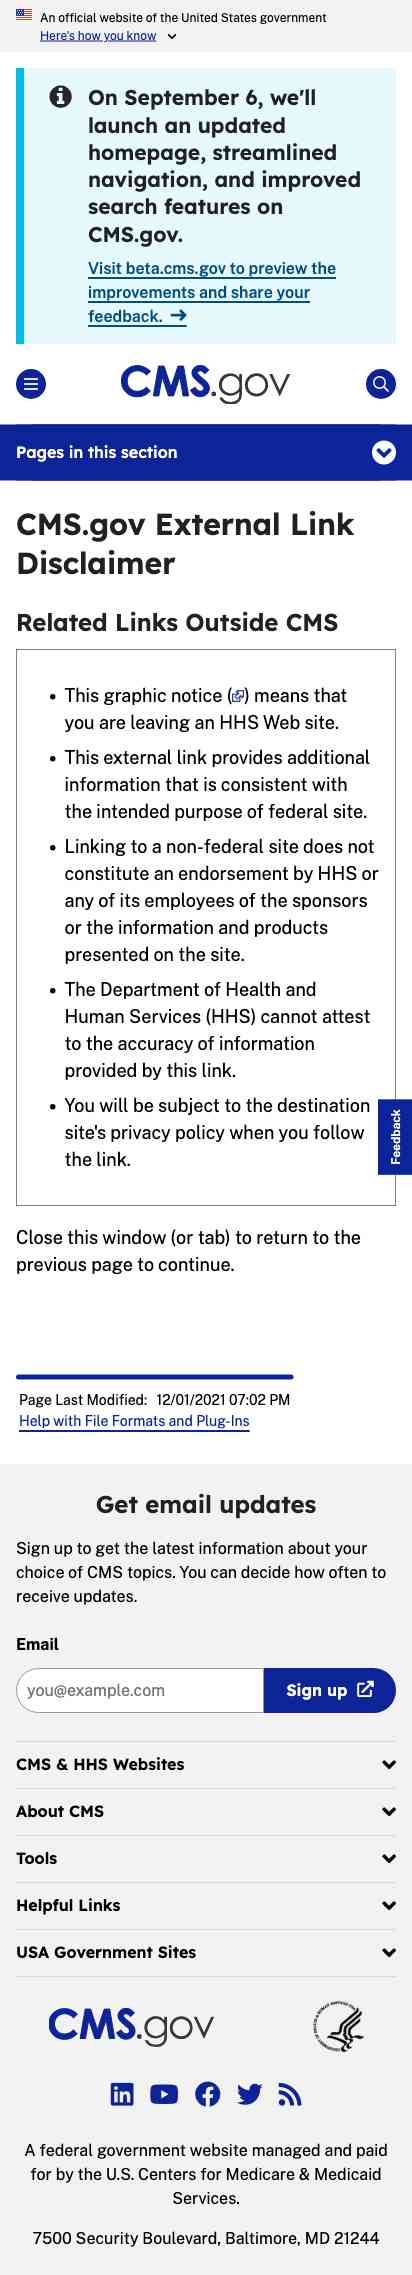 An official website of the United States government
Here's how you know
On September 6, we'll
launch an updated
homepage, streamlined
navigation, and improved
search features on
CMS.gov.
Visit beta.cms.gov to preview the
improvements and share your
feedback.
CMS.gov
Pages in this section
CMS.gov External Link
Disclaimer
Related Links Outside CMS
• This graphic notice () means that
you are leaving an HHS Web site.
• This external link provides additional
information that is consistent with
the intended purpose of federal site.
• Linking to a non-federal site does not
constitute an endorsement by HHS or
any of its employees of the sponsors
or the information and products
presented on the site.
• The Department of Health and
Human Services (HHS) cannot attest
to the accuracy of information
provided by this link.
• You will be subject to the destination
site's privacy policy when you follow
the link.
Feedback
Close this window (or tab) to return to the
previous page to continue.
Page Last Modified: 12/01/2021 07:02 PM
Help with File Formats and Plug-Ins
Get email updates
Sign up to get the latest information about your
choice of CMS topics. You can decide how often to
receive updates.
Email
you@example.com
Sign up
CMS & HHS Websites
About CMS
Tools
Helpful Links
USA Government Sites
CMS.gov
A federal government website managed and paid
for by the U.S. Centers for Medicare & Medicaid
Services.
7500 Security Boulevard, Baltimore, MD 21244